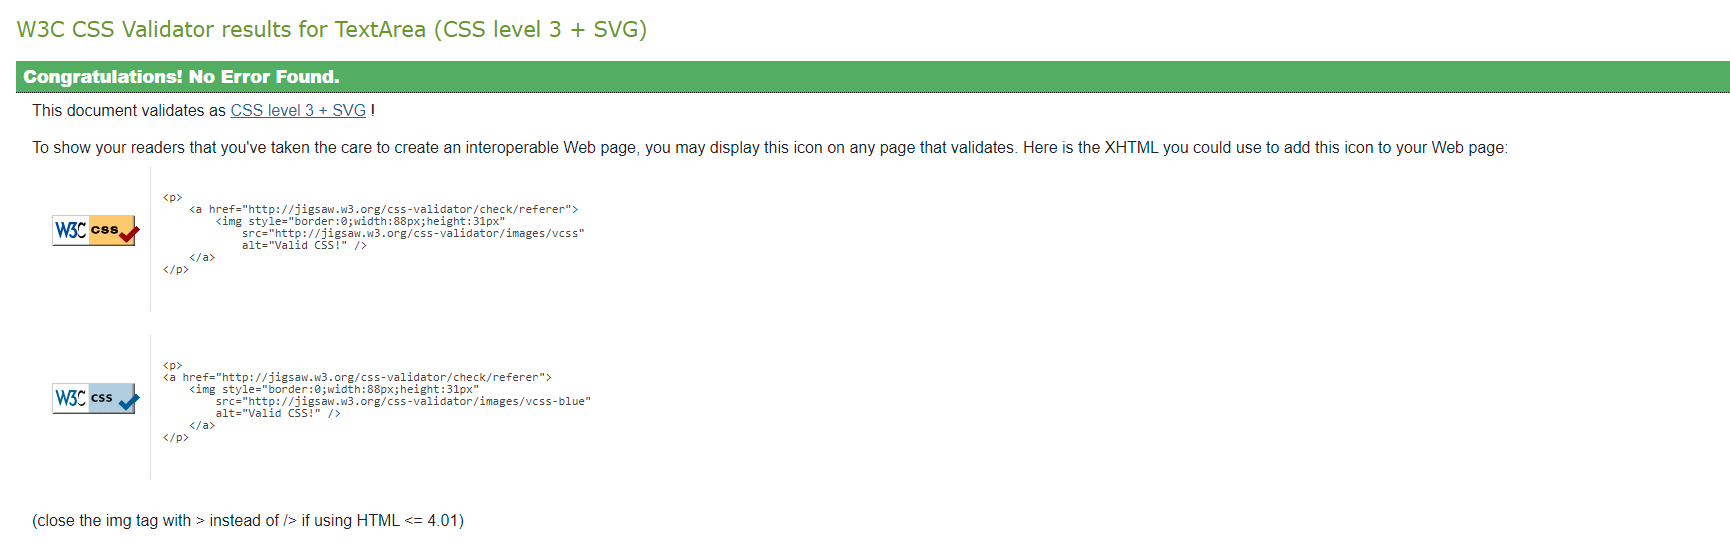 W3C CSS Validator results for TextArea (CSS level 3 + SVG)
Congratulations! No Error Found.
This document validates as CSS level 3 + SVG !
To show your readers that you've taken the care to create an interoperable Web page, you may display this icon on any page that validates. Here is the XHTML you could use to add this icon to your Web page:
W3C css
<p>
<a href="http://jigsaw.w3.org/css-validator/check/referer">
<img style="border:0;width:88px;height:31px"
src="http://jigsaw.w3.org/css-validator/images/vcss"
alt="Valid CSS!" />
</a>
</p>
W3C css
<p>
<a href="http://jigsaw.w3.org/css-validator/check/referer">
<img style="border:0;width:88px;height:31px"
src="http://jigsaw.w3.org/css-validator/images/vcss-blue"
alt="Valid CSS!" />
</a>
</p>
(close the img tag with > instead of /> if using HTML <= 4.01)